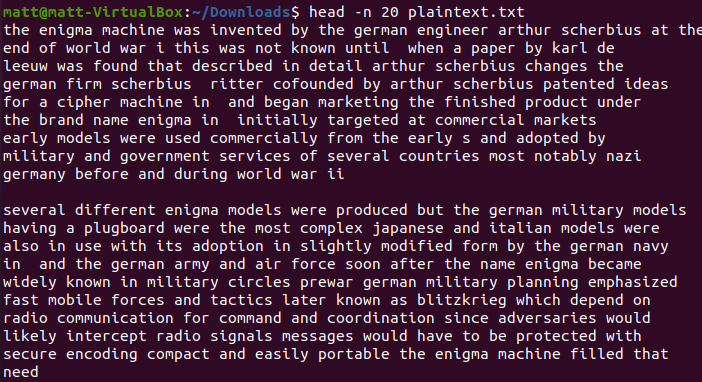 matt@matt-VirtualBox:~/Downloads$ head -n 20 plaintext.txt
the enigma machine was invented by the german engineer arthur scherbius at the
end of world war i this was not known until  when a paper by karl de
leeuw was found that described in detail arthur scherbius changes the
german firm scherbius  ritter cofounded by arthur scherbius patented ideas
for a cipher machine in  and began marketing the finished product under
the brand name enigma in  initially targeted at commercial markets
early models were used commercially from the early s and adopted by
military and government services of several countries most notably nazi
germany before and during world war ii

several different enigma models were produced but the german military models
having a plugboard were the most complex japanese and italian models were
also in use with its adoption in slightly modified form by the german navy
in  and the german army and air force soon after the name enigma became
widely known in military circles prewar german military planning emphasized
fast mobile forces and tactics later known as blitzkrieg which depend on
radio communication for command and coordination since adversaries would
likely intercept radio signals messages would have to be protected with
secure encoding compact and easily portable the enigma machine filled that
need